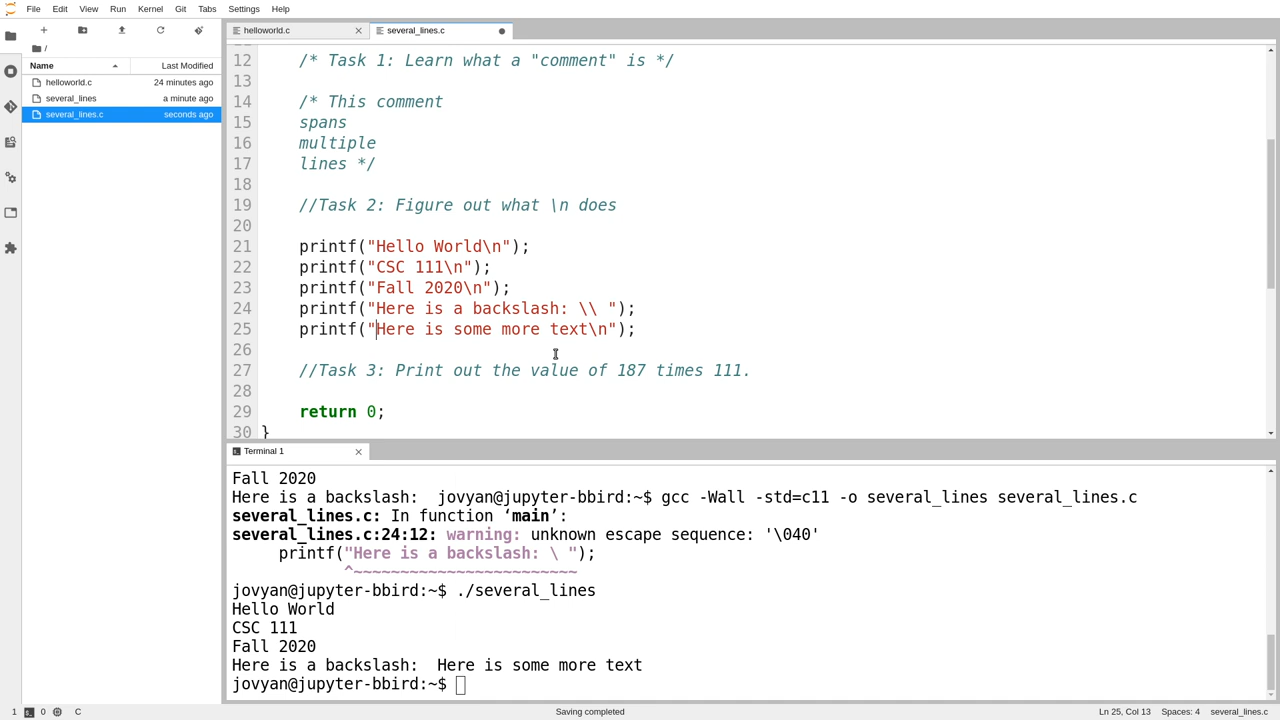 File Edit View Run Kernel Git Tabs Settings Help
helloworld.c several_lines.c
/
Name Last Modified
helloworld.c 24 minutes ago
several_lines a minute ago
several_lines.c seconds ago
12 /* Task 1: Learn what a "comment" is */
13
14 /* This comment
15 spans
16 multiple
17 lines */
18
19 //Task 2: Figure out what \n does
20
21 printf("Hello World\n");
22 printf("CSC 111\n");
23 printf("Fall 2020\n");
24 printf("Here is a backslash: \\ ");
25 printf("Here is some more text\n");
26
27 //Task 3: Print out the value of 187 times 111.
28
29 return 0;
30 }
Terminal 1
Fall 2020
Here is a backslash:  jovyan@jupyter-bbird:~$ gcc -Wall -std=c11 -o several_lines several_lines.c
several_lines.c: In function ‘main’:
several_lines.c:24:12: warning: unknown escape sequence: '\040'
printf("Here is a backslash: \ ");
^~~~~~~~~~~~~~~~~~~~~~~~~
jovyan@jupyter-bbird:~$ ./several_lines
Hello World
CSC 111
Fall 2020
Here is a backslash:  Here is some more text
jovyan@jupyter-bbird:~$
1 0 C Saving completed Ln 25, Col 13 Spaces: 4 several_lines.c